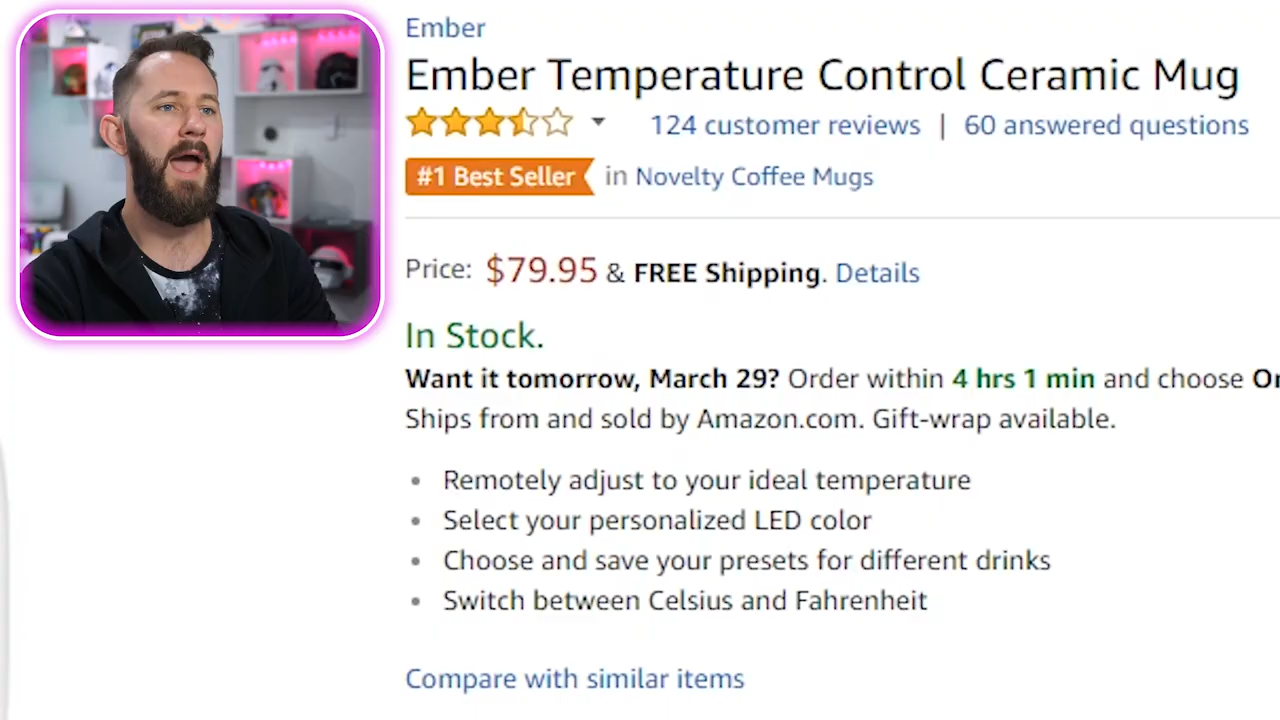 Ember
Ember Temperature Control Ceramic Mug
124 customer reviews | 60 answered questions
#1 Best Seller in Novelty Coffee Mugs
Price: $79.95 & FREE Shipping. Details
In Stock.
Want it tomorrow, March 29? Order within 4 hrs 1 min and choose
Ships from and sold by Amazon.com. Gift-wrap available.
• Remotely adjust to your ideal temperature
• Select your personalized LED color
• Choose and save your presets for different drinks
• Switch between Celsius and Fahrenheit
Compare with similar items